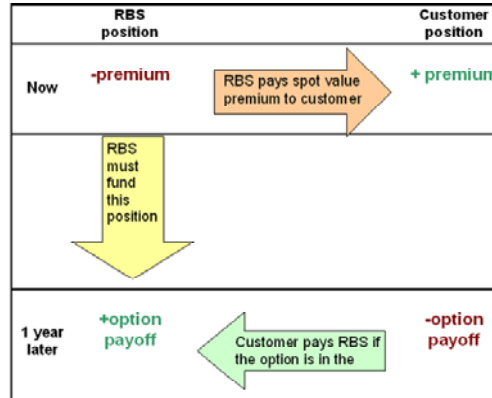 RBS
position
Customer
position
Now
-premium
RBS pays spot value
premium to customer
+ premium
RBS
must
fund
this
position
1 year
later
+option
payoff
Customer pays RBS if
the option is in the
-option
payoff